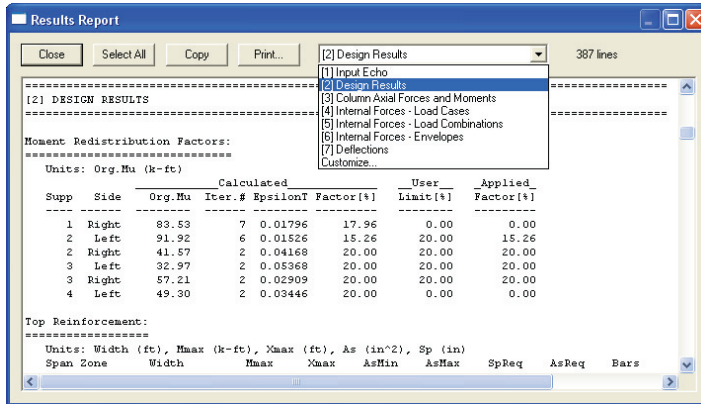 Results Report
Close Select All Copy Print... [2] Design Results 387 lines
[1] Input Echo
[2] Design Results
[3] Column Axial Forces and Moments
[4] Internal Forces - Load Cases
[5] Internal Forces - Load Combinations
[6] Internal Forces - Envelopes
[7] Deflections
Customize...
[2] DESIGN RESULTS
Moment Redistribution Factors:
Units: Org.Mu (k-ft)
Calculated User Applied
Supp Side Org.Mu Iter.# EpsilonT Factor[%] Limit[%] Factor[%]
1 Right 83.53 7 0.01796 17.96 0.00 0.00
2 Left 91.92 6 0.01526 15.26 20.00 15.26
2 Right 41.57 2 0.04168 20.00 20.00 20.00
3 Left 32.97 2 0.05368 20.00 20.00 20.00
3 Right 57.21 2 0.02909 20.00 20.00 20.00
4 Left 49.30 2 0.03446 20.00 0.00 0.00
Top Reinforcement:
Units: Width (ft), Mmax (k-ft), Xmax (ft), As (in^2), Sp (in)
Span Zone Width Mmax Xmax AsMin AsMax SpReq AsReq Bars